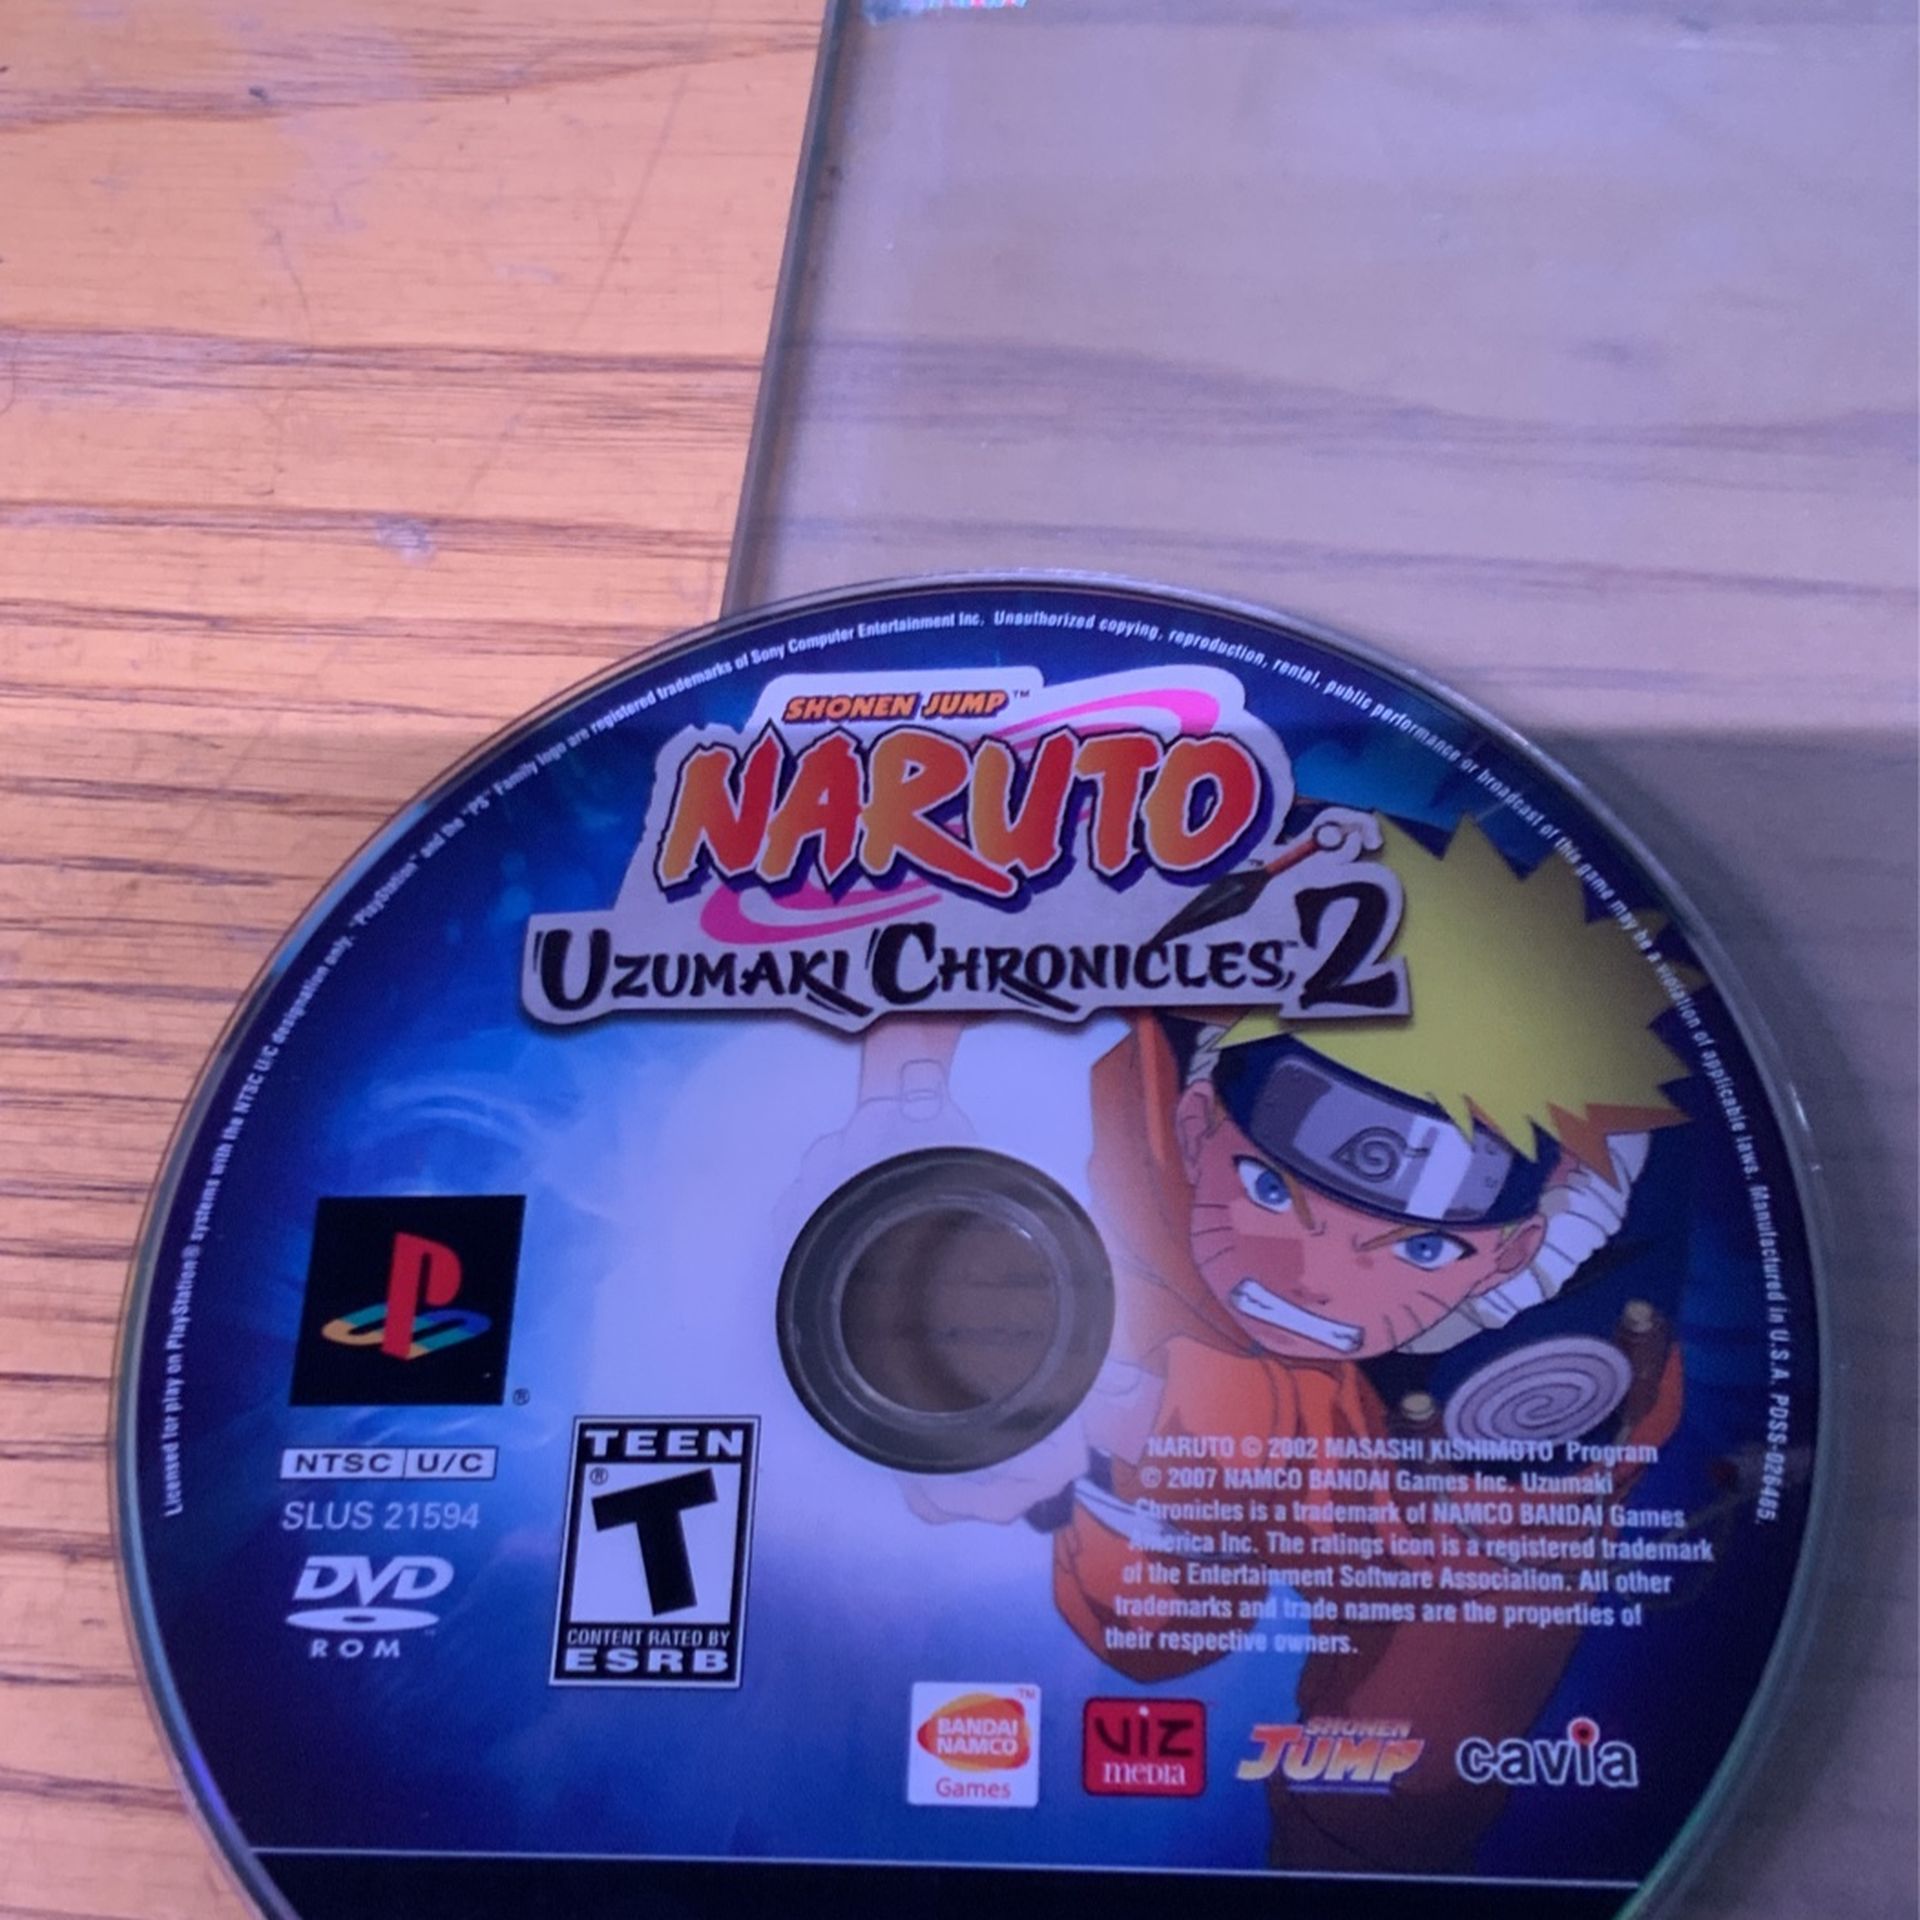 Licensed for play on PlayStation® systems with the NTSC U/C designation only. "PlayStation" and the "PS" Family logo are registered trademarks of Sony Computer Entertainment Inc. Unauthorized copying, reproduction, rental, public performance or broadcast of this game may be a violation of applicable laws. Manufactured in U.S.A. PDSS-026485.
SHONEN JUMP™
NARUTO™
UZUMAKI CHRONICLES™ 2
®
NTSC U/C
SLUS 21594
DVD
ROM™
TEEN
®
T
CONTENT RATED BY
ESRB
NARUTO © 2002 MASASHI KISHIMOTO Program
© 2007 NAMCO BANDAI Games Inc. Uzumaki
Chronicles is a trademark of NAMCO BANDAI Games
America Inc. The ratings icon is a registered trademark
of the Entertainment Software Association. All other
trademarks and trade names are the properties of
their respective owners.
BANDAI
NAMCO™
Games
VIZ
MEDIA
SHONEN
JUMP
cavia